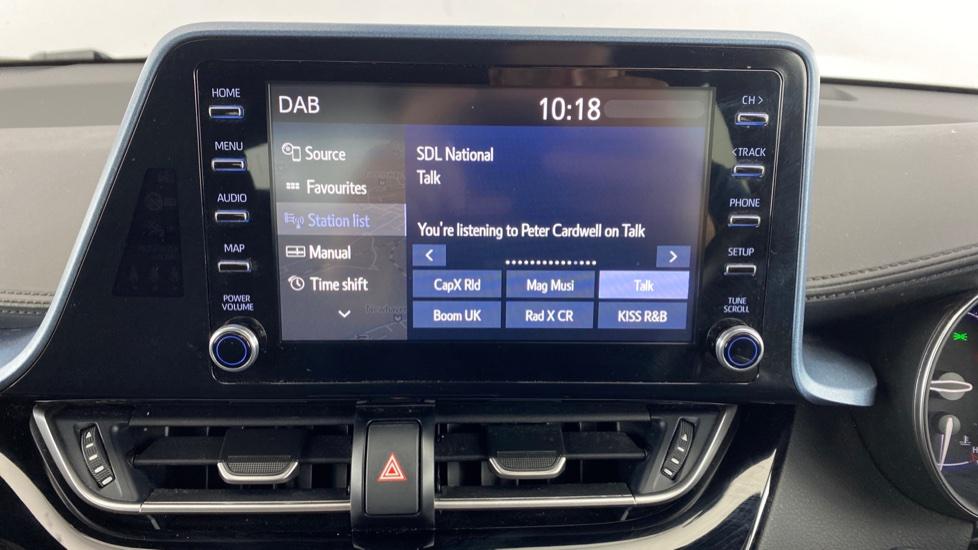 HOME
MENU
AUDIO
MAP
POWER
VOLUME
DAB
10:18
Source
Favourites
Station list
Manual
Time shift
SDL National
Talk
You're listening to Peter Cardwell on Talk
<
>
CapX Rld
Mag Musi
Talk
Boom UK
Rad X CR
KISS R&B
CH >
< TRACK
PHONE
SETUP
TUNE
SCROLL
H